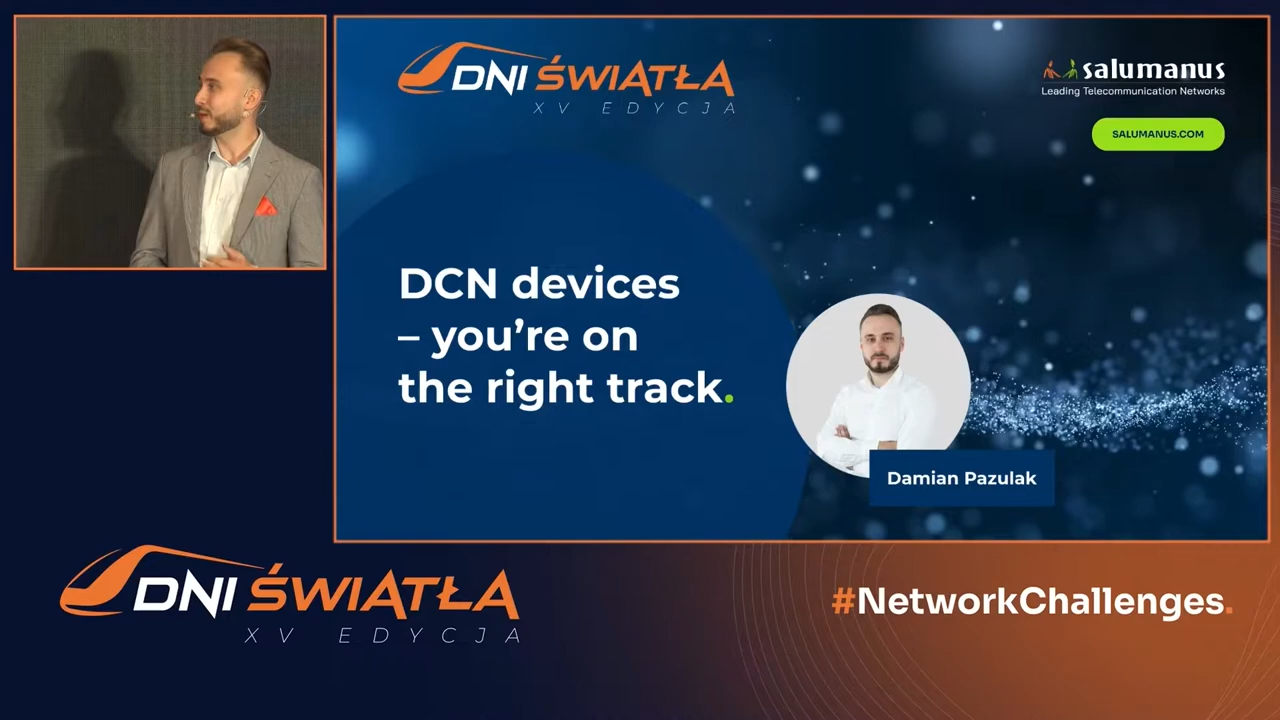 DNI ŚWIATŁA
XV EDYCJA
salumanus
Leading Telecommunication Networks
SALUMANUS.COM
DCN devices
– you’re on
the right track.
Damian Pazulak
DNI ŚWIATŁA
XV EDYCJA
#NetworkChallenges.